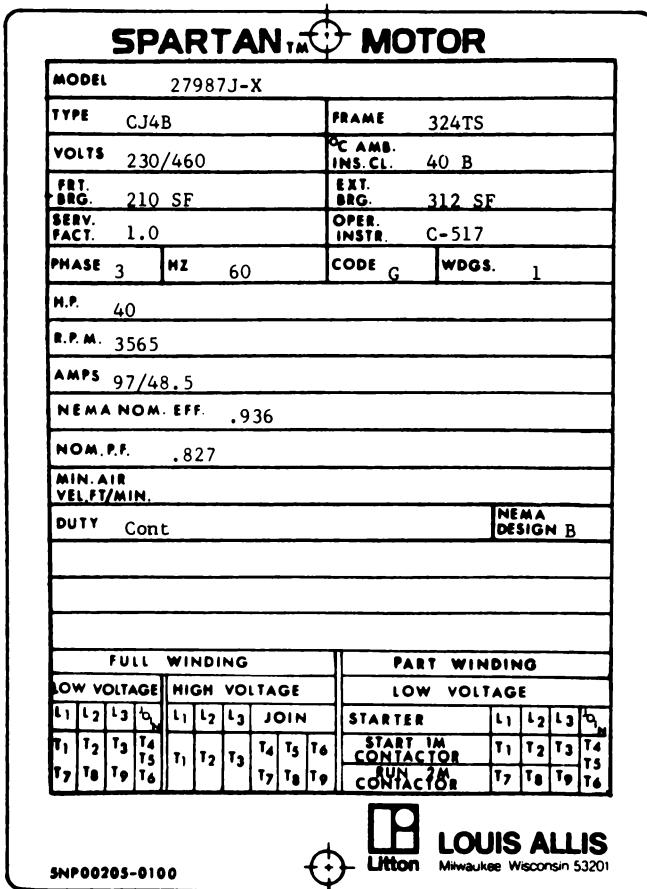 SPARTAN TM MOTOR
MODEL 27987J-X
TYPE CJ4B FRAME 324TS
VOLTS 230/460 °C AMB. INS. CL. 40 B
FRT. BRG. 210 SF EXT. BRG. 312 SF
SERV. FACT. 1.0 OPER. INSTR. C-517
PHASE 3 HZ 60 CODE G WDGS. 1
H.P. 40
R.P.M. 3565
AMPS 97/48.5
NEMA NOM. EFF. .936
NOM. P.F. .827
MIN. AIR VEL. FT/MIN.
DUTY Cont NEMA DESIGN B
FULL WINDING PART WINDING
LOW VOLTAGE HIGH VOLTAGE LOW VOLTAGE
L1 L2 L3 JOIN L1 L2 L3 JOIN STARTER L1 L2 L3 JOIN
T1 T2 T3 T4 T5 T6 T1 T2 T3 T4 T5 T6 START 1M CONTACTOR T1 T2 T3 T4 T5 T6
T7 T8 T9 T7 T8 T9 RUN 2M CONTACTOR T7 T8 T9
Litton LOUIS ALLIS
Milwaukee Wisconsin 53201
5NP00205-0100